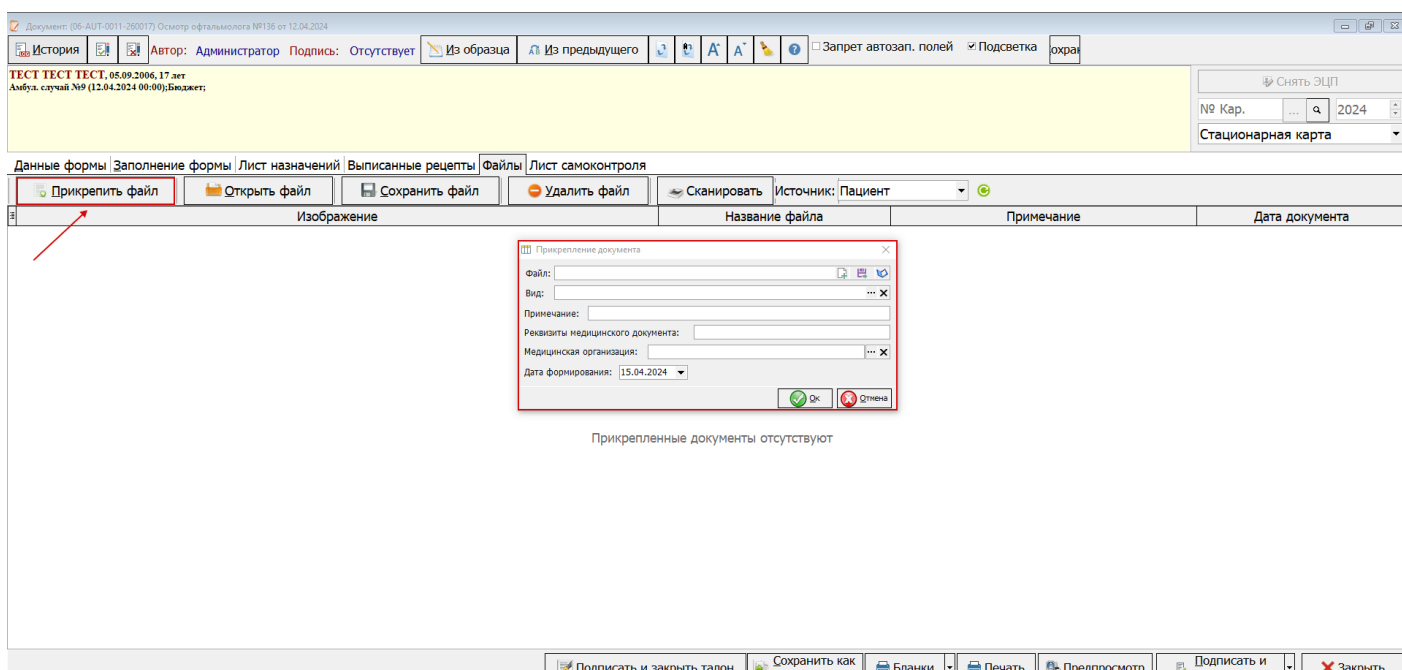 Документ: (06-AUT-0011-260017) Осмотр офтальмолога №136 от 12.04.2024
История Автор: Администратор Подпись: Отсутствует Из образца Из предыдущего Запрет автозап. полей Подсветка охран
ТЕСТ ТЕСТ ТЕСТ, 05.09.2006, 17 лет
Амбул. случай №9 (12.04.2024 00:00);Бюджет;
Снять ЭЦП
№ Кар. ... 2024
Стационарная карта
Данные формы Заполнение формы Лист назначений Выписанные рецепты Файлы Лист самоконтроля
Прикрепить файл Открыть файл Сохранить файл Удалить файл Сканировать Источник: Пациент
Изображение Название файла Примечание Дата документа
Прикрепление документа
Файл:
Вид:
Примечание:
Реквизиты медицинского документа:
Медицинская организация:
Дата формирования: 15.04.2024
Ок Отмена
Прикрепленные документы отсутствуют
Подписать и закрыть талон Сохранить как Бланки Печать Предпросмотр Подписать и Закрыть